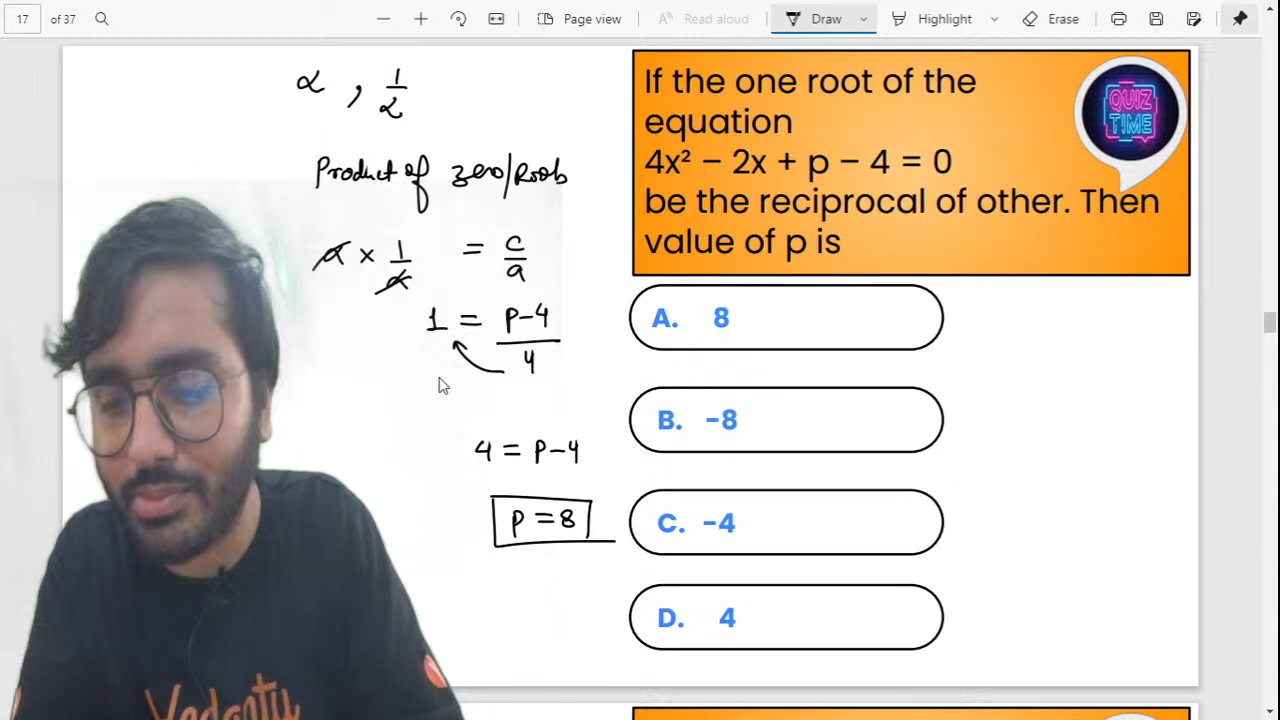 17 of 37
Page view
Read aloud
Draw
Highlight
Erase
α , 1/α
Product of zero/Roots
α × 1/α = c/a
1 = p-4/4
4 = p-4
p = 8
If the one root of the
equation
4x² – 2x + p – 4 = 0
be the reciprocal of other. Then
value of p is
QUIZ
TIME
A. 8
B. -8
C. -4
D. 4
Vedantu